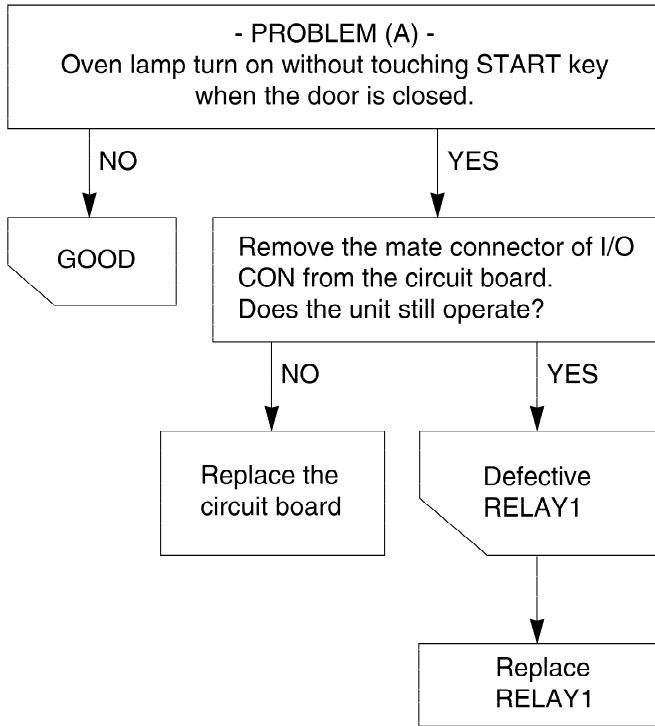 - PROBLEM (A) -
Oven lamp turn on without touching START key
when the door is closed.
NO
YES
GOOD
Remove the mate connector of I/O
CON from the circuit board.
Does the unit still operate?
NO
YES
Replace the
circuit board
Defective
RELAY1
Replace
RELAY1